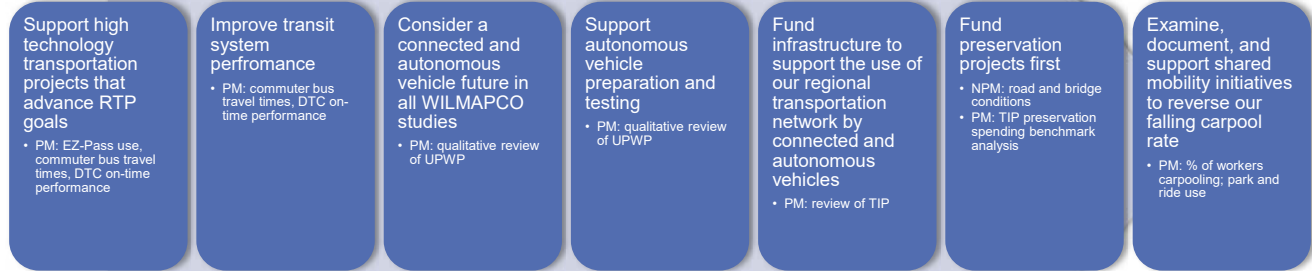 Support high
technology
transportation
projects that
advance RTP
goals
• PM: EZ-Pass use,
commuter bus travel
times, DTC on-time
performance
Improve transit
system
perfromance
• PM: commuter bus
travel times, DTC on-
time performance
Consider a
connected and
autonomous
vehicle future in
all WILMAPCO
studies
• PM: qualitative review
of UPWP
Support
autonomous
vehicle
preparation and
testing
• PM: qualitative review
of UPWP
Fund
infrastructure to
support the use of
our regional
transportation
network by
connected and
autonomous
vehicles
• PM: review of TIP
Fund
preservation
projects first
• NPM: road and bridge
conditions
• PM: TIP preservation
spending benchmark
analysis
Examine,
document, and
support shared
mobility initiatives
to reverse our
falling carpool
rate
• PM: % of workers
carpooling; park and
ride use